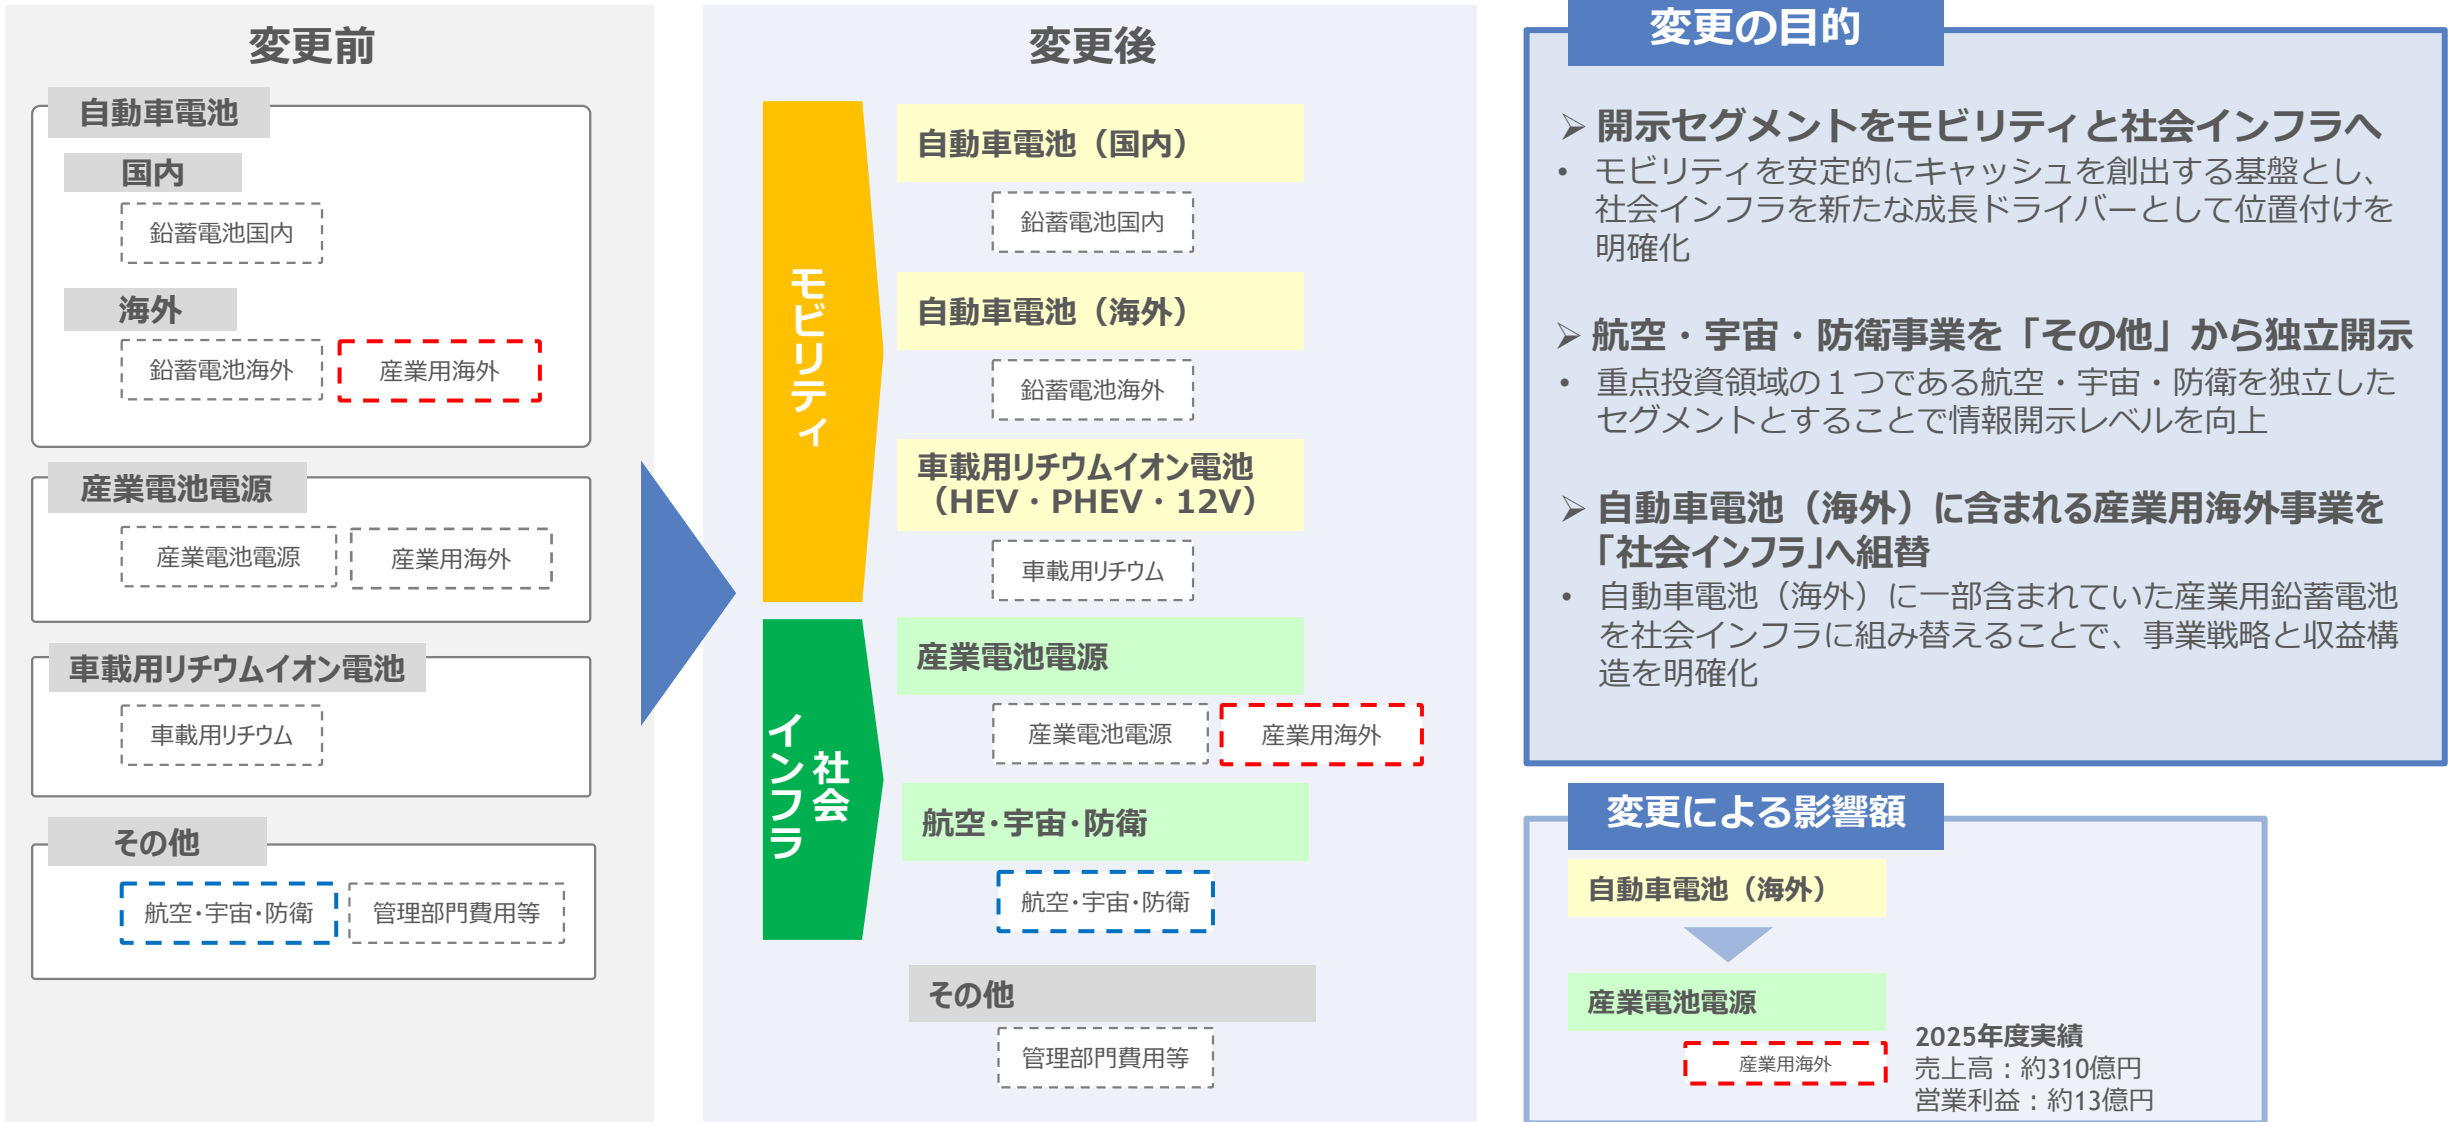 変更前
自動車電池
国内
鉛蓄電池国内
海外
鉛蓄電池海外
産業用海外
産業電池電源
産業電池電源
産業用海外
車載用リチウムイオン電池
車載用リチウム
その他
航空・宇宙・防衛
管理部門費用等
変更後
モビリティ
自動車電池（国内）
鉛蓄電池国内
自動車電池（海外）
鉛蓄電池海外
車載用リチウムイオン電池
（HEV・PHEV・12V）
車載用リチウム
社会
インフラ
産業電池電源
産業電池電源
産業用海外
航空・宇宙・防衛
航空・宇宙・防衛
その他
管理部門費用等
変更の目的
➢ 開示セグメントをモビリティと社会インフラへ
• モビリティを安定的にキャッシュを創出する基盤とし、
社会インフラを新たな成長ドライバーとして位置付けを
明確化
➢ 航空・宇宙・防衛事業を「その他」から独立開示
• 重点投資領域の１つである航空・宇宙・防衛を独立した
セグメントとすることで情報開示レベルを向上
➢ 自動車電池（海外）に含まれる産業用海外事業を
「社会インフラ」へ組替
• 自動車電池（海外）に一部含まれていた産業用鉛蓄電池
を社会インフラに組み替えることで、事業戦略と収益構
造を明確化
変更による影響額
自動車電池（海外）
産業電池電源
産業用海外
2025年度実績
売上高：約310億円
営業利益：約13億円